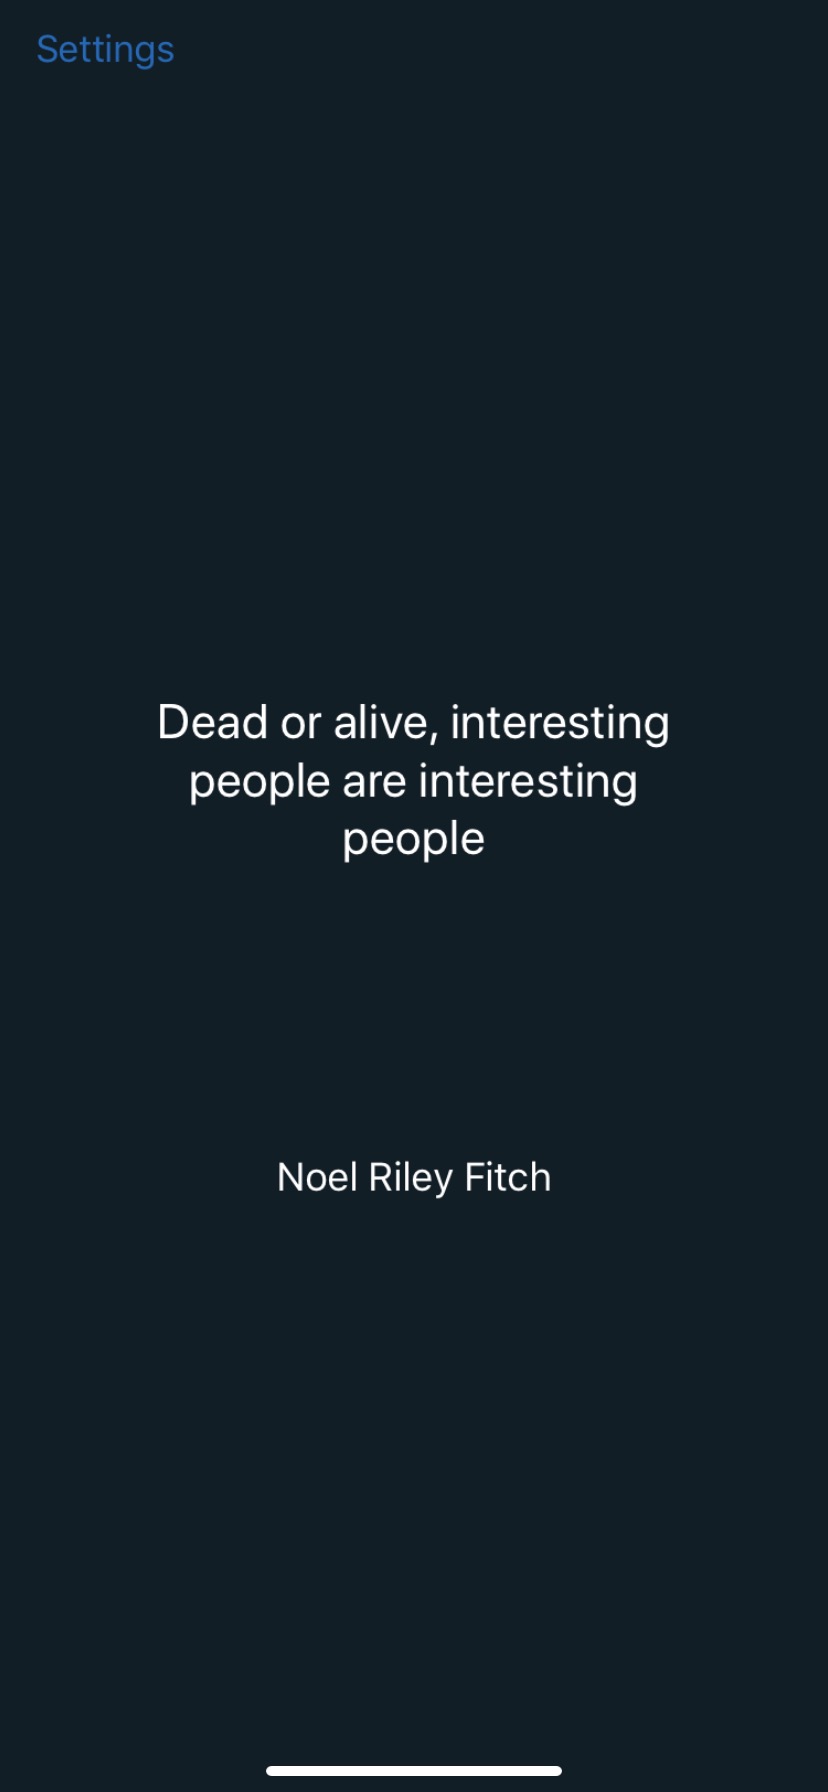 Settings
Dead or alive, interesting
people are interesting
people
Noel Riley Fitch